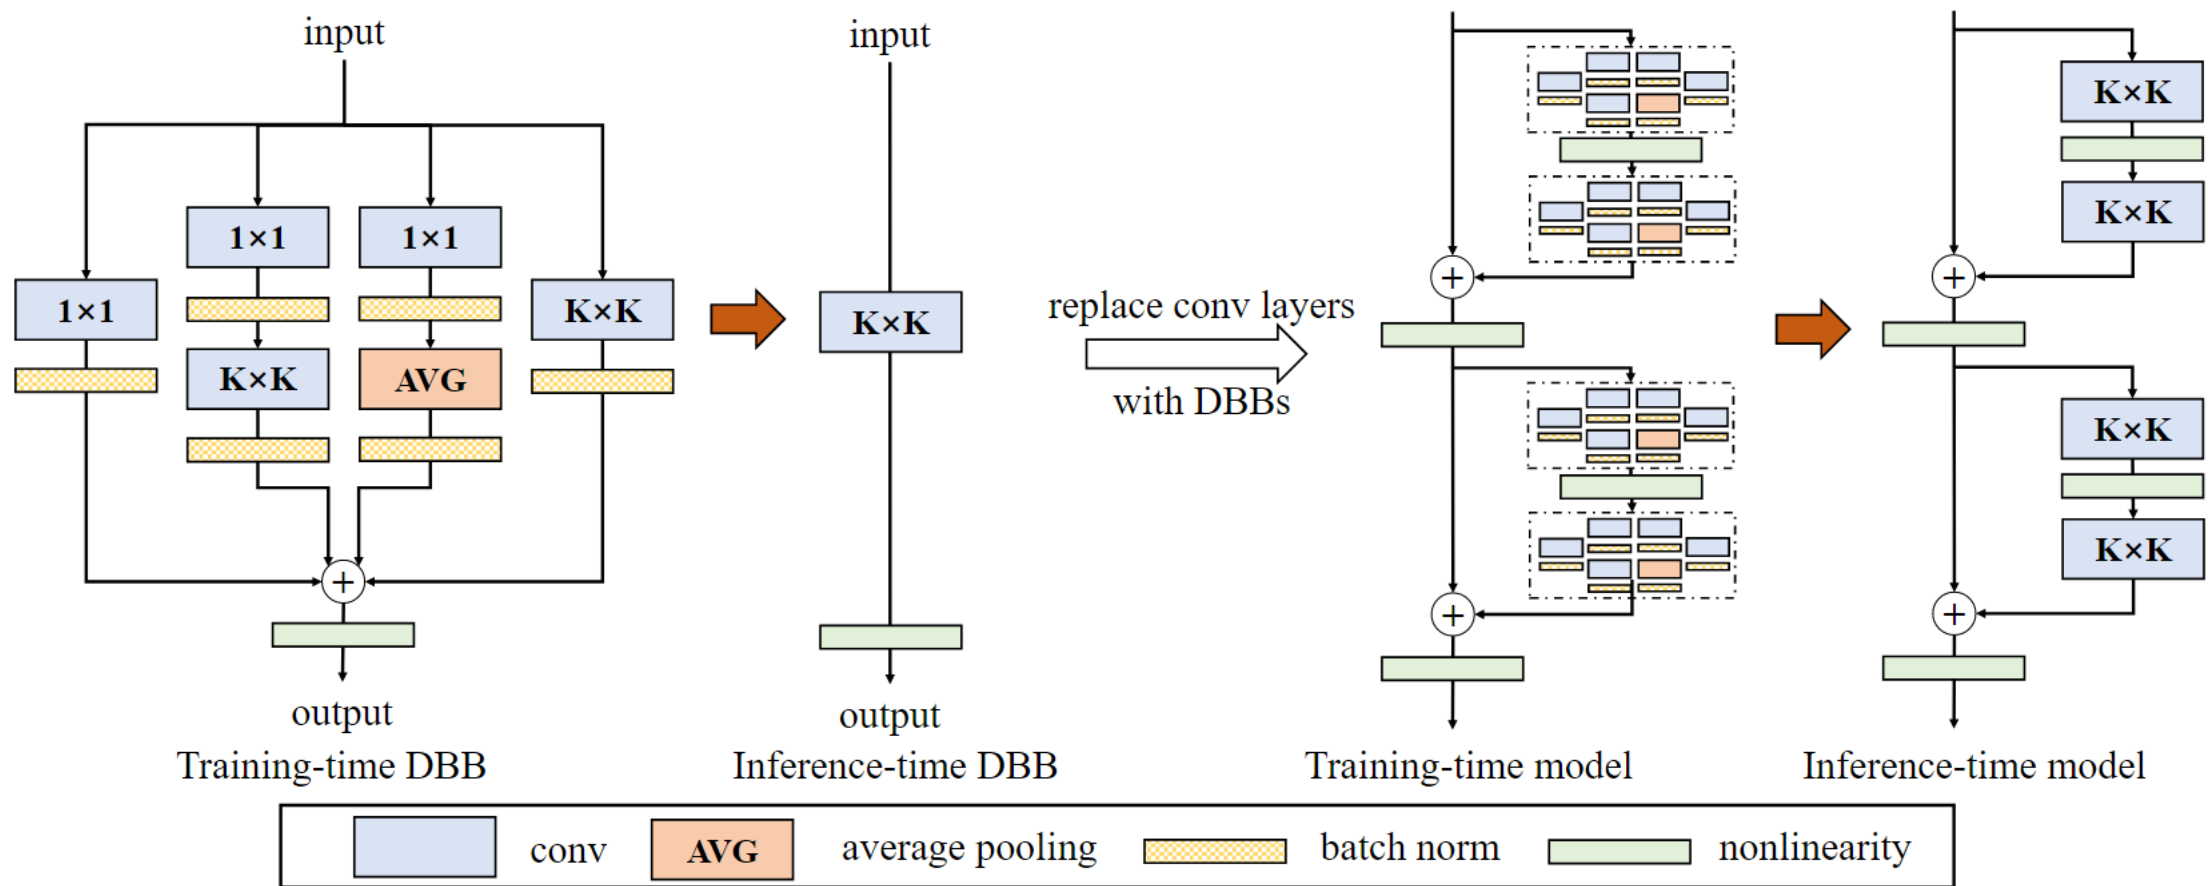 input
1×1
1×1
1×1
K×K
K×K
AVG
+
output
Training-time DBB
input
K×K
output
Inference-time DBB
replace conv layers
with DBBs
+
+
Training-time model
K×K
K×K
+
K×K
K×K
+
Inference-time model
conv
AVG
average pooling
batch norm
nonlinearity